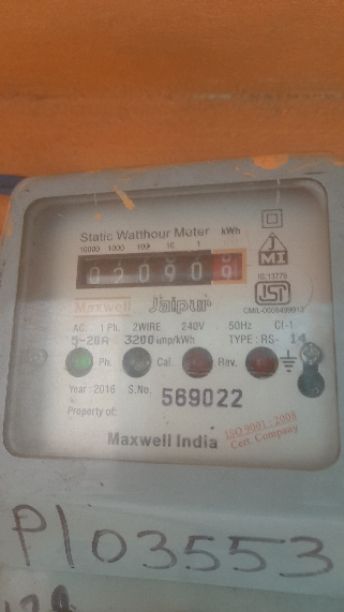 Static Watthour Meter kWh
10000 1000 100 10 1
02090
JMI
IS:13779
ISI
Maxwell Jaipur
AC. 1 Ph. 2WIRE 240V 50Hz Cl-1
5-20A 3200 imp/kWh TYPE: RS- 14
Ph. Cal. Rev.
Year: 2016 S.No. 569022
Property of:
Maxwell India
ISO 9001:2008
Cert. Company
P103553